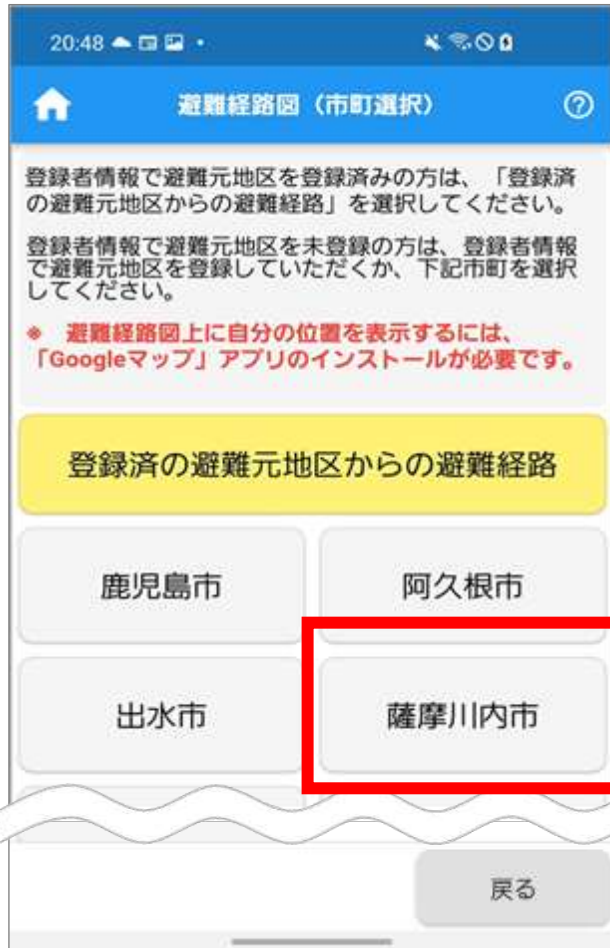 20:48
避難経路図（市町選択）
登録者情報で避難元地区を登録済みの方は、「登録済
の避難元地区からの避難経路」を選択してください。
登録者情報で避難元地区を未登録の方は、登録者情報
で避難元地区を登録していただくか、下記市町を選択
してください。
※　避難経路図上に自分の位置を表示するには、
「Googleマップ」アプリのインストールが必要です。
登録済の避難元地区からの避難経路
鹿児島市
阿久根市
出水市
薩摩川内市
戻る